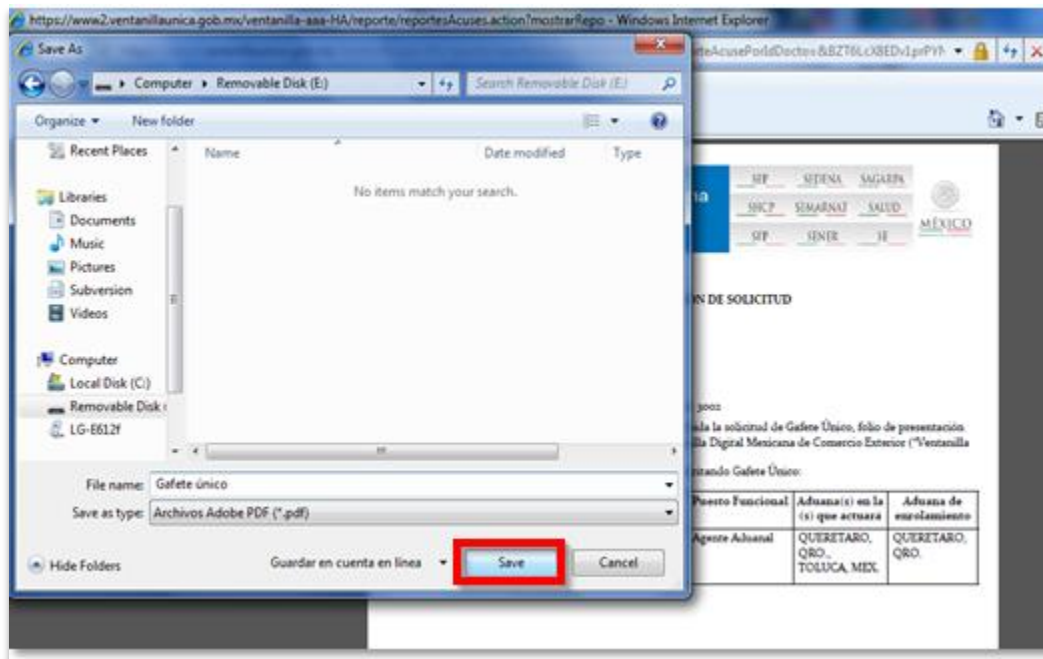 https://www2.ventanillaunica.gob.mx/ventanilla-aaa-HA/reporte/reportesAcuses.action?mostrarRepo - Windows Internet Explorer
Save As
Computer ▸ Removable Disk (E:)
Search Removable Disk (E:)
Organize
New folder
Recent Places
Libraries
Documents
Music
Pictures
Subversion
Videos
Computer
Local Disk (C:)
Removable Disk
LG-E612f
Name
Date modified
Type
No items match your search.
File name: Gafete único
Save as type: Archivos Adobe PDF (*.pdf)
Hide Folders
Guardar en cuenta en línea
Save
Cancel
SEP SEDENA SAGARPA
SHCP SEMARNAT SALUD
SFP SENER SE
MÉXICO
DE SOLICITUD
3002
la solicitud de Gafete Único, folio de presentación
Digital Mexicana de Comercio Exterior ("Ventanilla
Gafete Único:
Puesto Funcional
Aduana(s) en la
(s) que actuara
Aduana de
enrolamiento
Agente Aduanal
QUERETARO,
QRO.,
TOLUCA, MEX.
QUERETARO,
QRO.